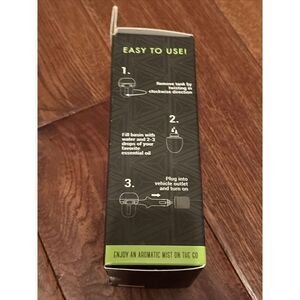 EASY TO USE!
1.
Remove tank by
twisting in
clockwise direction
2.
Fill basin with
water and 2-3
drops of your
favorite
essential oil
3.
Plug into
vehicle outlet
and turn on
ENJOY AN AROMATIC MIST ON THE GO